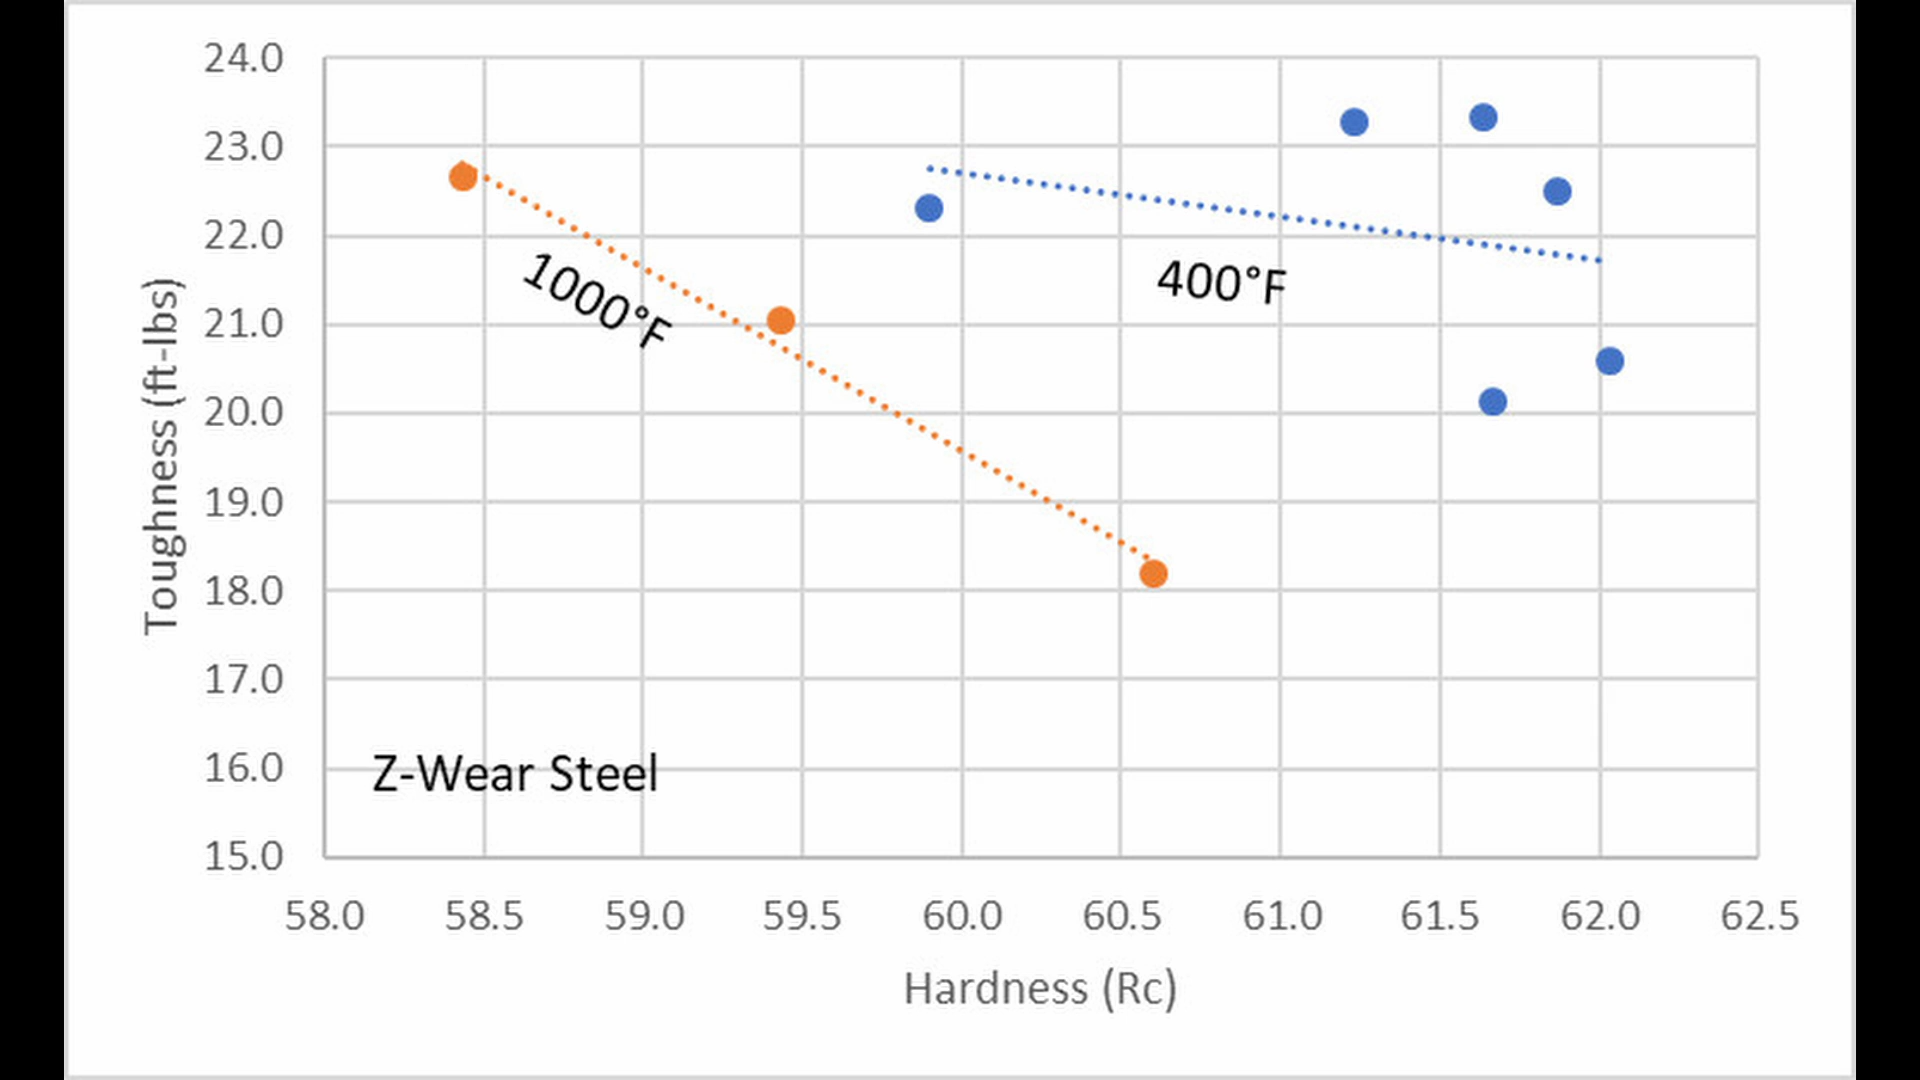 24.0
23.0
22.0
21.0
20.0
19.0
18.0
17.0
16.0
15.0
Toughness (ft-lbs)
1000°F
400°F
Z-Wear Steel
58.0 58.5 59.0 59.5 60.0 60.5 61.0 61.5 62.0 62.5
Hardness (Rc)